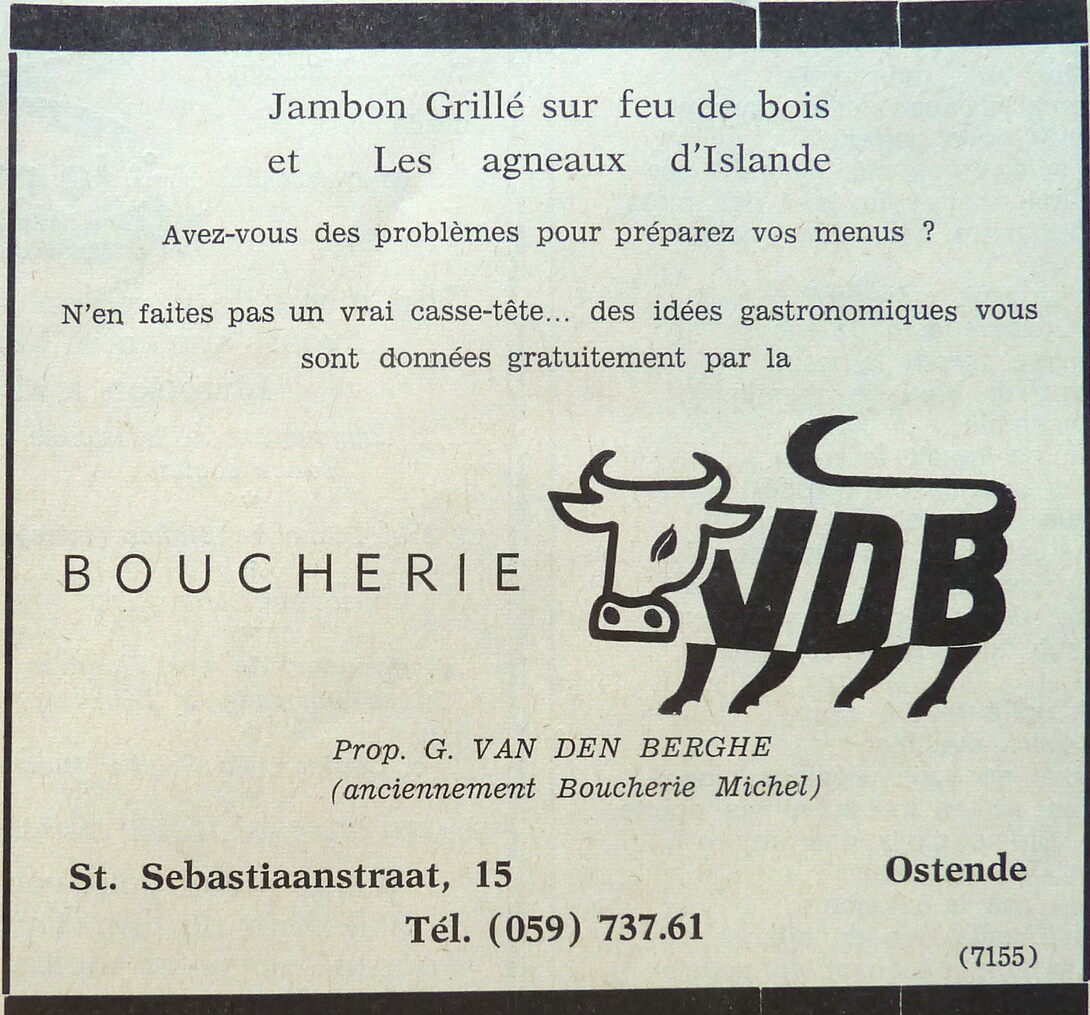 Jambon Grillé sur feu de bois
et Les agneaux d'Islande
Avez-vous des problèmes pour préparez vos menus ?
N'en faites pas un vrai casse-tête... des idées gastronomiques vous
sont données gratuitement par la
BOUCHERIE VDB
Prop. G. VAN DEN BERGHE
(anciennement Boucherie Michel)
St. Sebastiaanstraat, 15 Ostende
Tél. (059) 737.61
(7155)